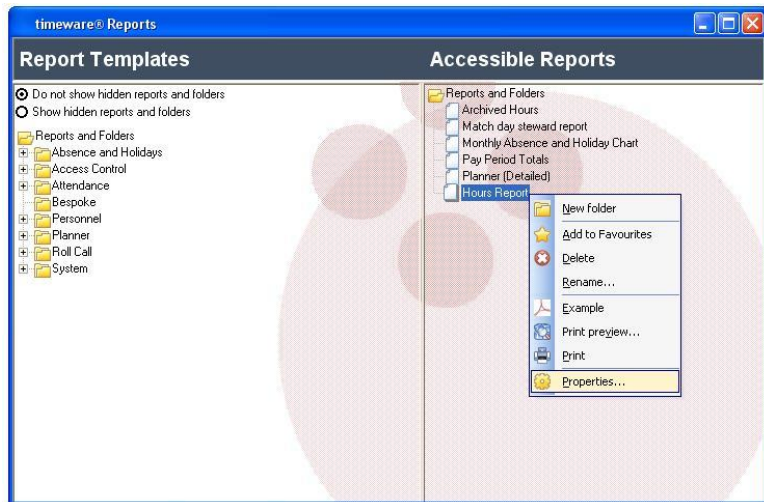 timeware® Reports
Report Templates
Accessible Reports
Do not show hidden reports and folders
Show hidden reports and folders
Reports and Folders
Absence and Holidays
Access Control
Attendance
Bespoke
Personnel
Planner
Roll Call
System
Reports and Folders
Archived Hours
Match day steward report
Monthly Absence and Holiday Chart
Pay Period Totals
Planner (Detailed)
Hours Report
New folder
Add to Favourites
Delete
Rename...
Example
Print preview...
Print
Properties...